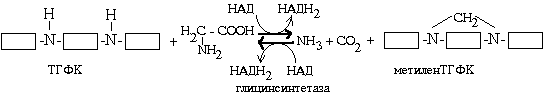 НАД НАДН2
H H H2C—COOH CH2
–N– –N– + NH2 NH3 + CO2 + –N– –N–
НАДН2 НАД
ТГФК глицинсинтетаза метиленТГФК